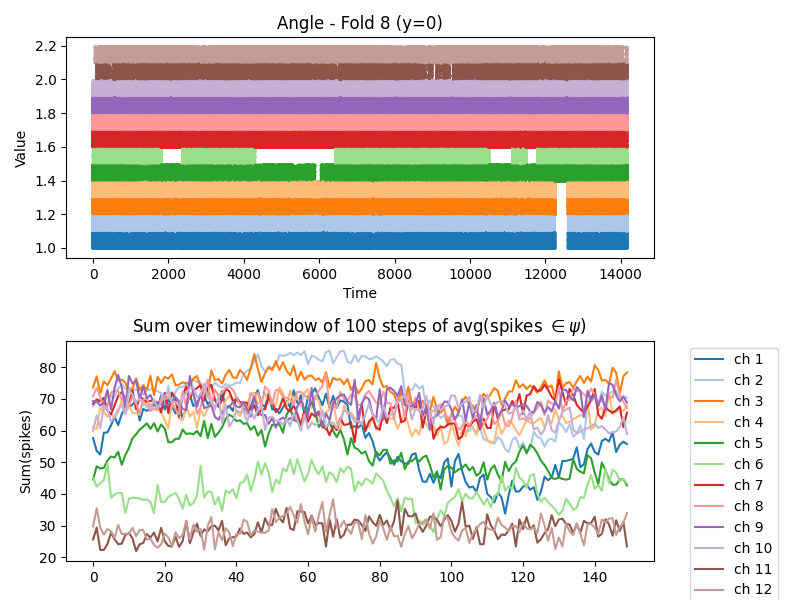 Angle - Fold 8 (y=0)
2.2
2.0
1.8
1.6
1.4
1.2
1.0
Value
0 2000 4000 6000 8000 10000 12000 14000
Time
Sum over timewindow of 100 steps of avg(spikes ∈ ψ)
80
70
60
50
40
30
20
Sum(spikes)
0 20 40 60 80 100 120 140
ch 1
ch 2
ch 3
ch 4
ch 5
ch 6
ch 7
ch 8
ch 9
ch 10
ch 11
ch 12